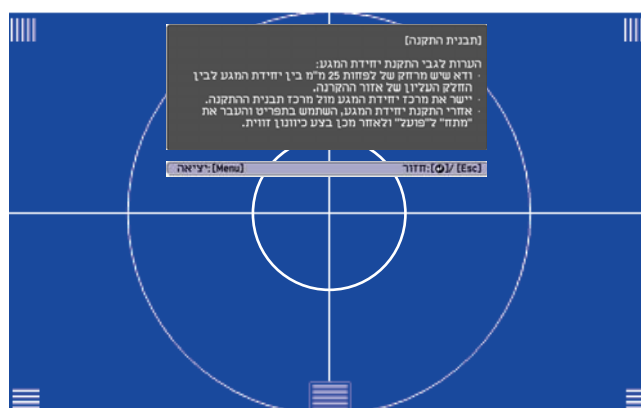 [תבנית התקנה]
הערות לגבי התקנת יחידת המגע:
· ודא שיש מרחק של לפחות 25 מ"מ בין יחידת המגע לבין
החלק העליון של אזור ההקרנה.
· יישר את מרכז יחידת המגע מול מרכז תבנית ההתקנה.
· אחרי התקנת יחידת המגע, השתמש בתפריט והעבר את
"מתח" ל"פועל" ולאחר מכן בצע כיוונון זווית.
[Esc] /[⮐]:חזור
[Menu]:יציאה